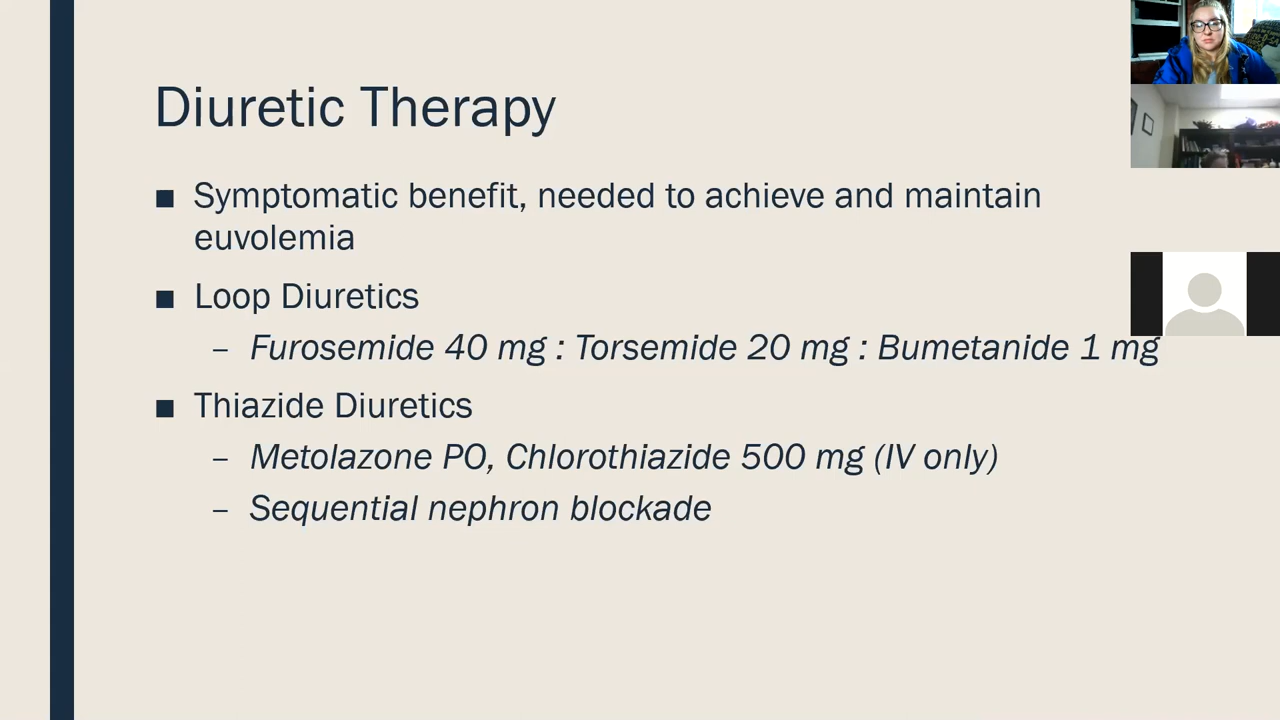 Diuretic Therapy
■ Symptomatic benefit, needed to achieve and maintain
euvolemia
■ Loop Diuretics
– Furosemide 40 mg : Torsemide 20 mg : Bumetanide 1 mg
■ Thiazide Diuretics
– Metolazone PO, Chlorothiazide 500 mg (IV only)
– Sequential nephron blockade